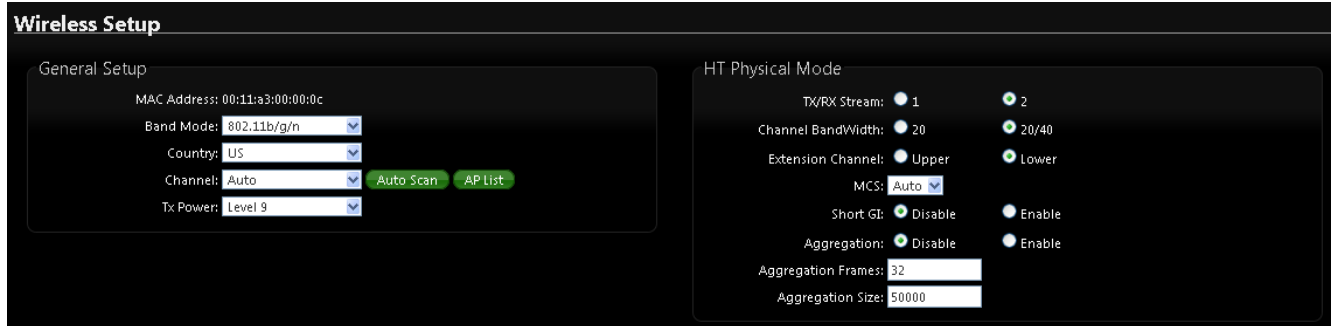 Wireless Setup
General Setup
MAC Address: 00:11:a3:00:00:0c
Band Mode: 802.11b/g/n
Country: US
Channel: Auto Auto Scan AP List
Tx Power: Level 9
HT Physical Mode
TX/RX Stream: 1 2
Channel BandWidth: 20 20/40
Extension Channel: Upper Lower
MCS: Auto
Short GI: Disable Enable
Aggregation: Disable Enable
Aggregation Frames: 32
Aggregation Size: 50000